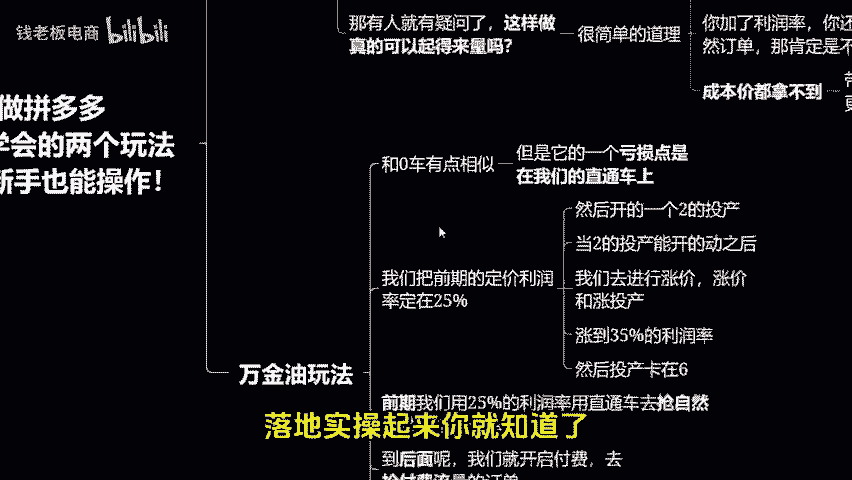 钱老板电商 bilibili
那有人就有疑问了，这样做
真的可以起得来量吗？
很简单的道理
你加了利润率，你还
然订单，那肯定是不
成本价都拿不到
做拼多多
学会的两个玩法
新手也能操作！
和0车有点相似
但是它的一个亏损点是
在我们的直通车上
我们把前期的定价利润
率定在25%
然后开的一个2的投产
当2的投产能开的动之后
我们去进行涨价，涨价
和涨投产
涨到35%的利润率
然后投产卡在6
万金油玩法
前期我们用25%的利润率用直通车去抢自然
到后面呢，我们就开启付费，去
落地实操起来你就知道了